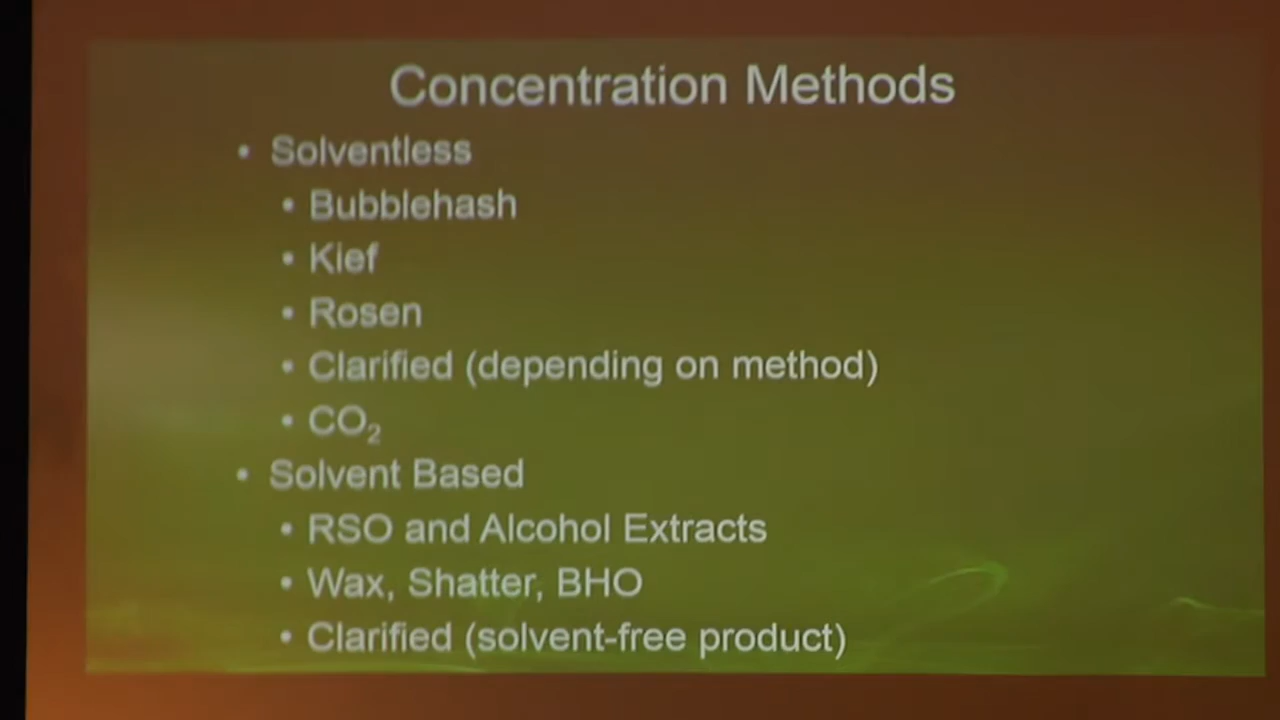 Concentration Methods
• Solventless
• Bubblehash
• Kief
• Rosen
• Clarified (depending on method)
• CO₂
• Solvent Based
• RSO and Alcohol Extracts
• Wax, Shatter, BHO
• Clarified (solvent-free product)